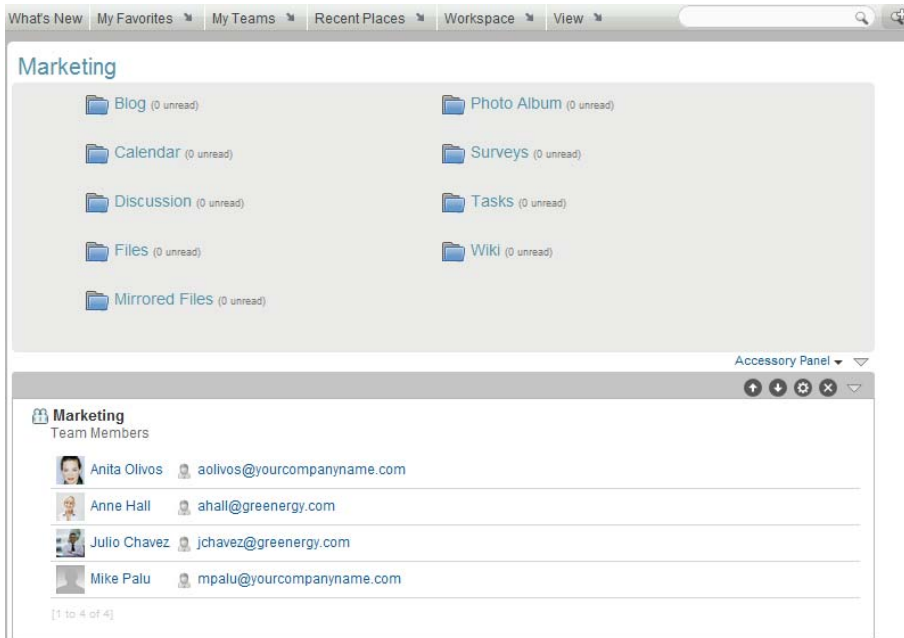 What's New My Favorites My Teams Recent Places Workspace View
Marketing
Blog (0 unread) Photo Album (0 unread)
Calendar (0 unread) Surveys (0 unread)
Discussion (0 unread) Tasks (0 unread)
Files (0 unread) Wiki (0 unread)
Mirrored Files (0 unread)
Accessory Panel
Marketing
Team Members
Anita Olivos aolivos@yourcompanyname.com
Anne Hall ahall@greenergy.com
Julio Chavez jchavez@greenergy.com
Mike Palu mpalu@yourcompanyname.com
[1 to 4 of 4]